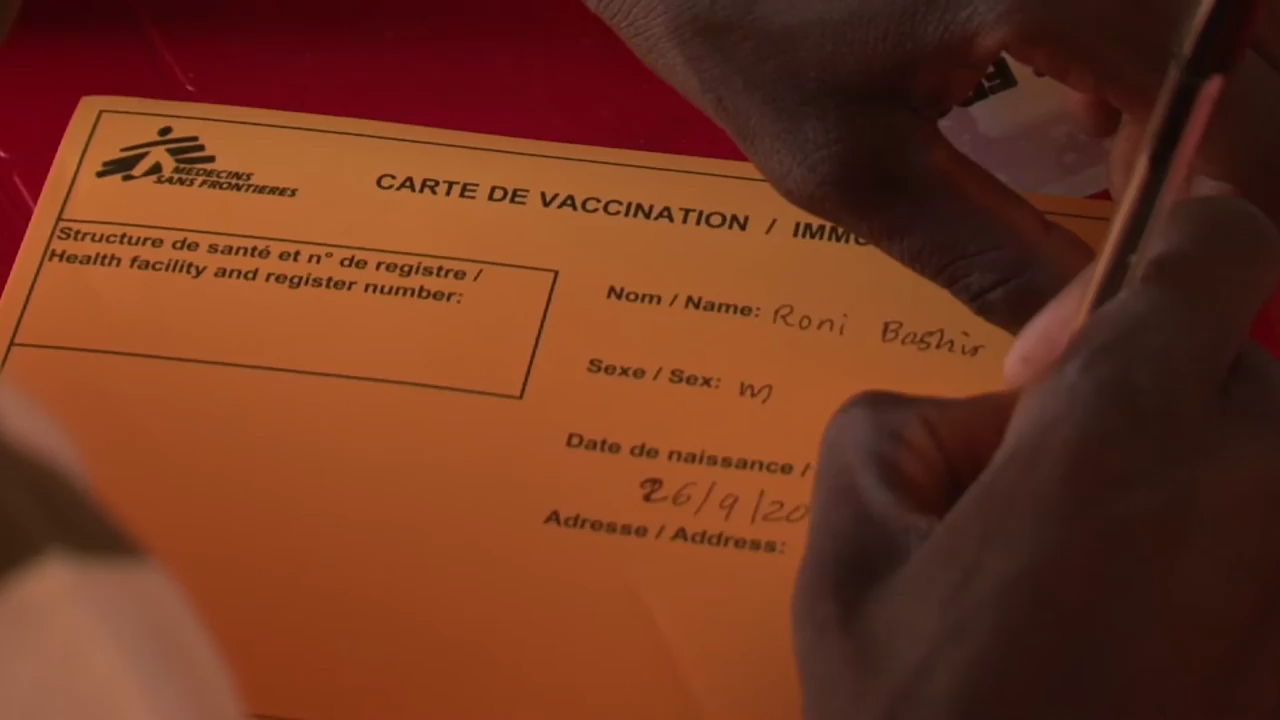 MEDECINS
SANS FRONTIERES
CARTE DE VACCINATION / IMMU
Structure de santé et n° de registre /
Health facility and register number:
Nom / Name: Roni Bashir
Sexe / Sex: M
Date de naissance /
26/9/20
Adresse / Address: